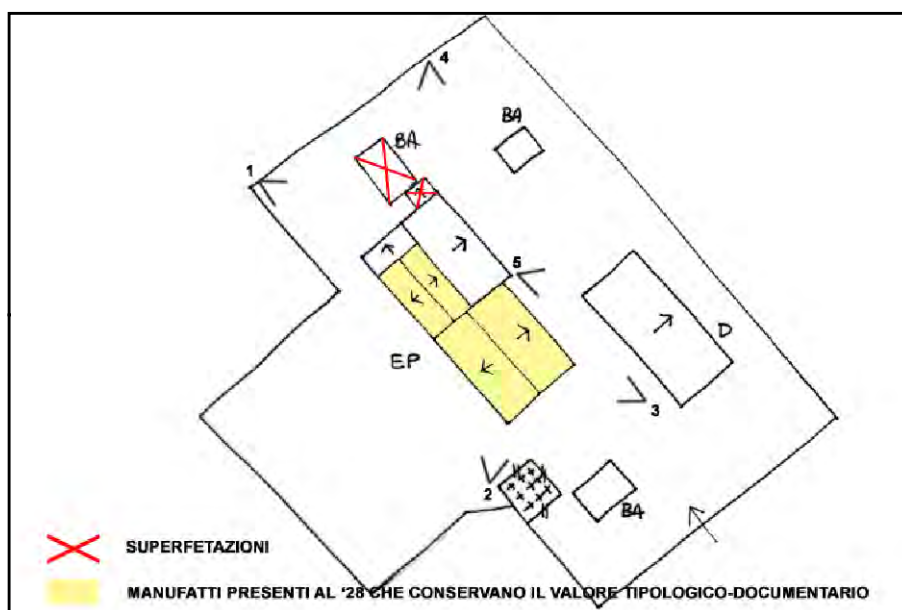 4
BA
BA
1
5
D
EP
3
2
BA
SUPERFETAZIONI
MANUFATTI PRESENTI AL '28 CHE CONSERVANO IL VALORE TIPOLOGICO-DOCUMENTARIO